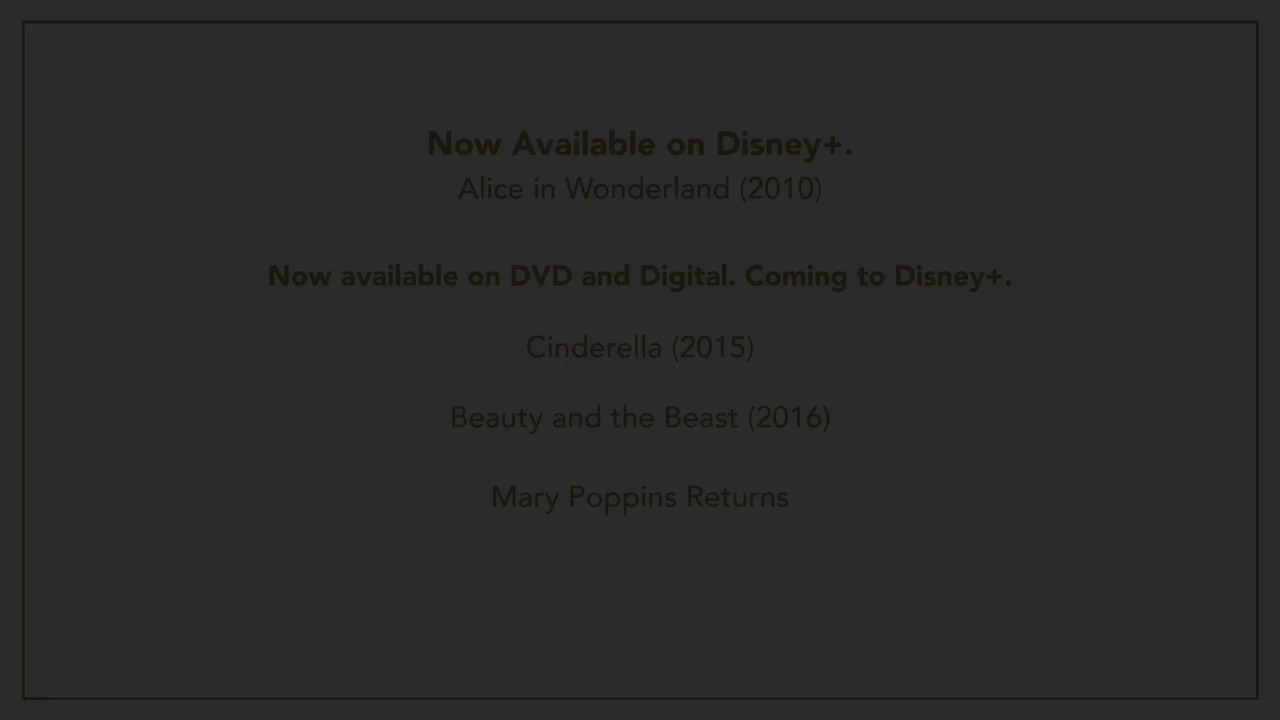 Now Available on Disney+.
Alice in Wonderland (2010)
Now available on DVD and Digital. Coming to Disney+.
Cinderella (2015)
Beauty and the Beast (2016)
Mary Poppins Returns